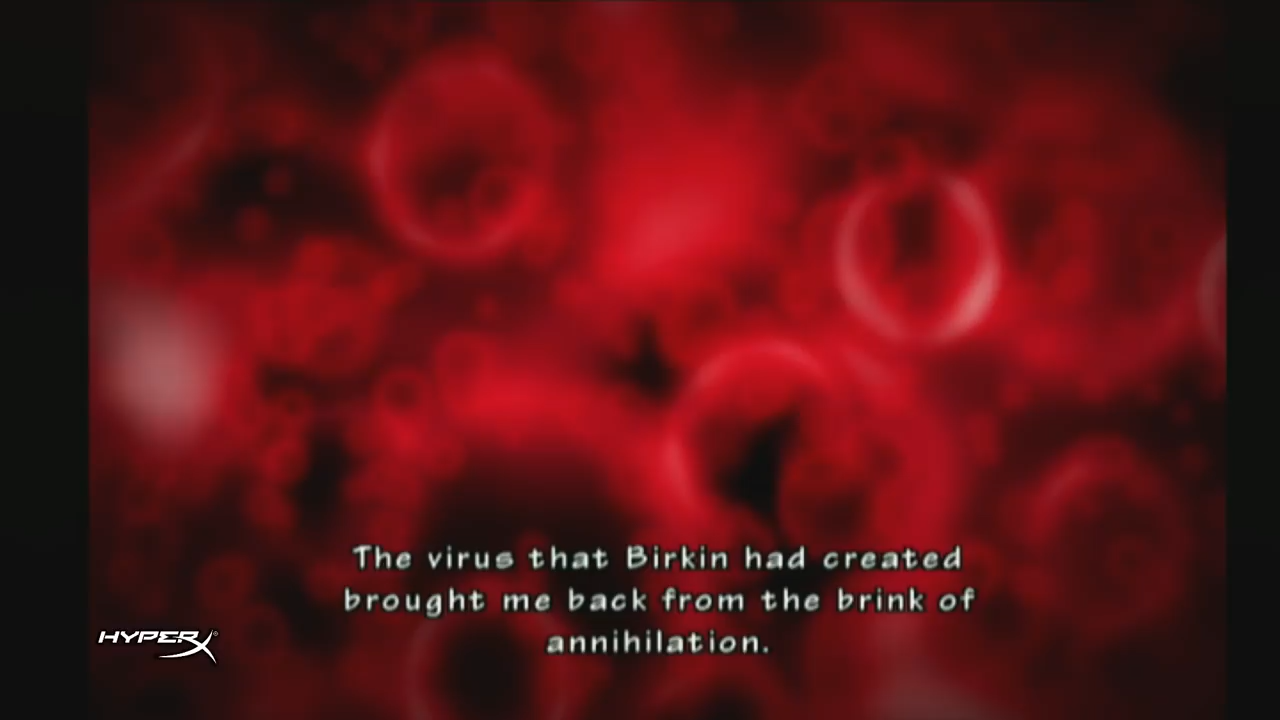 The virus that Birkin had created
brought me back from the brink of
annihilation.
HYPERX